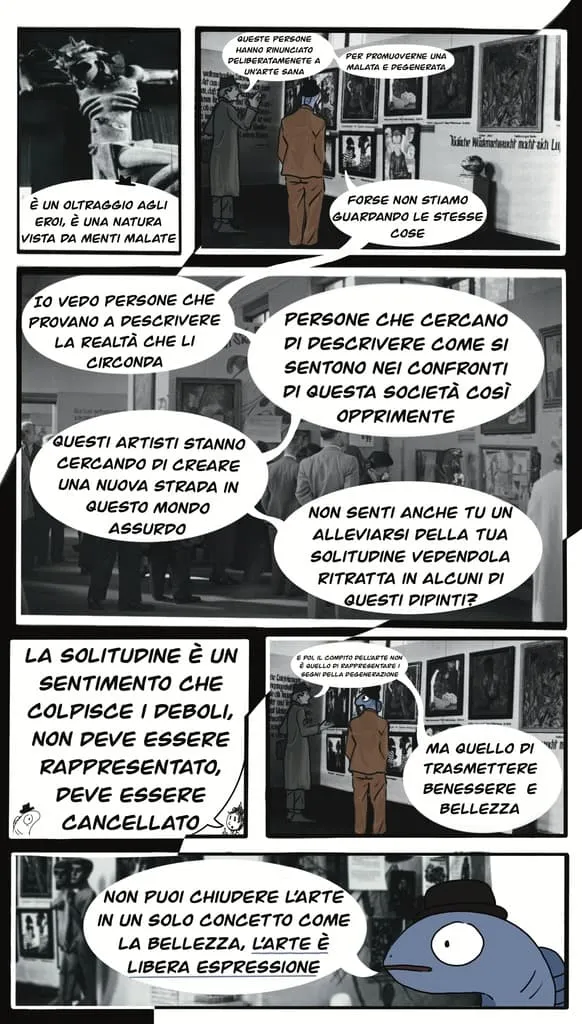 È UN OLTRAGGIO AGLI
EROI, È UNA NATURA
VISTA DA MENTI MALATE
QUESTE PERSONE
HANNO RINUNCIATO
DELIBERATAMENETE A
UN'ARTE SANA
PER PROMUOVERNE UNA
MALATA E DEGENERATA
FORSE NON STIAMO
GUARDANDO LE STESSE
COSE
IO VEDO PERSONE CHE
PROVANO A DESCRIVERE
LA REALTÀ CHE LI
CIRCONDA
PERSONE CHE CERCANO
DI DESCRIVERE COME SI
SENTONO NEI CONFRONTI
DI QUESTA SOCIETÀ COSÌ
OPPRIMENTE
QUESTI ARTISTI STANNO
CERCANDO DI CREARE
UNA NUOVA STRADA IN
QUESTO MONDO
ASSURDO
NON SENTI ANCHE TU UN
ALLEVIARSI DELLA TUA
SOLITUDINE VEDENDOLA
RITRATTA IN ALCUNI DI
QUESTI DIPINTI?
LA SOLITUDINE È UN
SENTIMENTO CHE
COLPISCE I DEBOLI,
NON DEVE ESSERE
RAPPRESENTATO,
DEVE ESSERE
CANCELLATO
E POI, IL COMPITO DELL'ARTE NON
È QUELLO DI RAPPRESENTARE I
SEGNI DELLA DEGENERAZIONE
MA QUELLO DI
TRASMETTERE
BENESSERE E
BELLEZZA
NON PUOI CHIUDERE L'ARTE
IN UN SOLO CONCETTO COME
LA BELLEZZA, L'ARTE È
LIBERA ESPRESSIONE